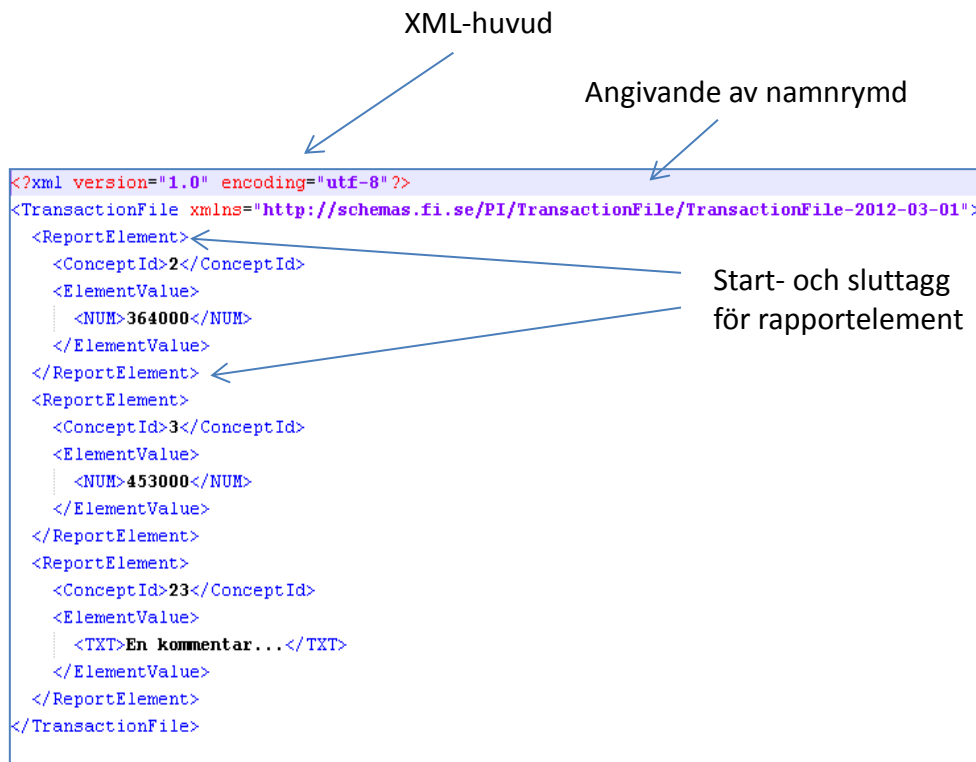 XML-huvud
Angivande av namnrymd
<?xml version="1.0" encoding="utf-8"?>
<TransactionFile xmlns="http://schemas.fi.se/PI/TransactionFile/TransactionFile-2012-03-01">
<ReportElement>
<ConceptId>2</ConceptId>
<ElementValue>
<NUM>364000</NUM>
</ElementValue>
</ReportElement>
Start- och sluttagg
för rapportelement
<ReportElement>
<ConceptId>3</ConceptId>
<ElementValue>
<NUM>453000</NUM>
</ElementValue>
</ReportElement>
<ReportElement>
<ConceptId>23</ConceptId>
<ElementValue>
<TXT>En kommentar...</TXT>
</ElementValue>
</ReportElement>
</TransactionFile>